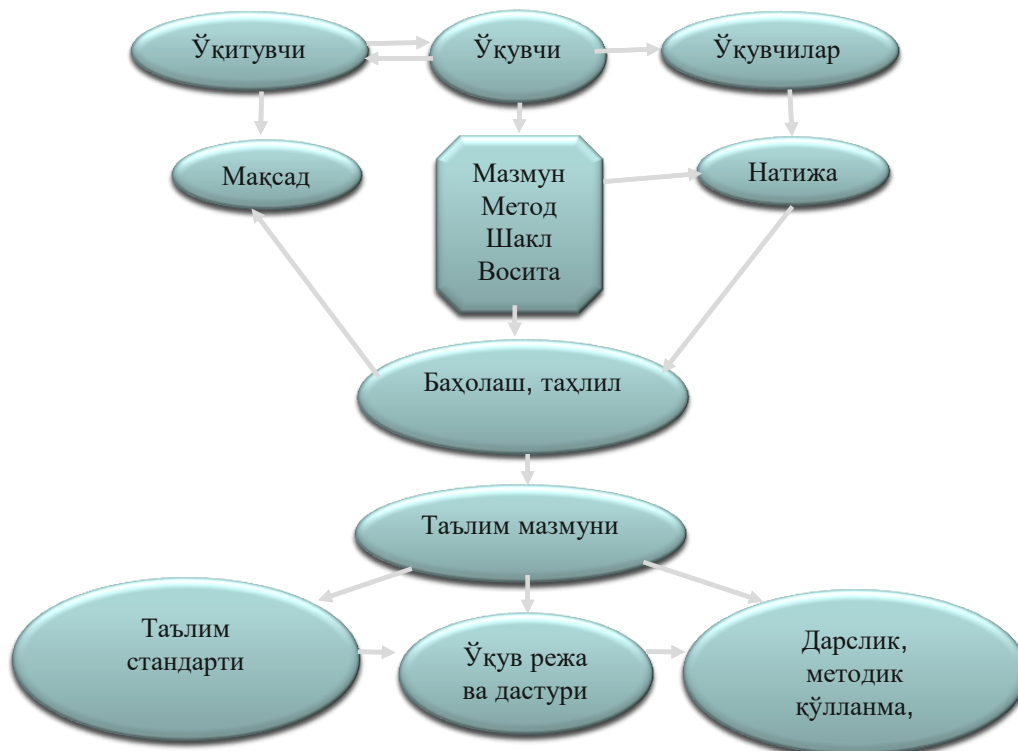 Ўқитувчи
Ўқувчи
Ўқувчилар
Мақсад
Мазмун
Метод
Шакл
Восита
Натижа
Баҳолаш, таҳлил
Таълим мазмуни
Таълим
стандарти
Ўқув режа
ва дастури
Дарслик,
методик
қўлланма,